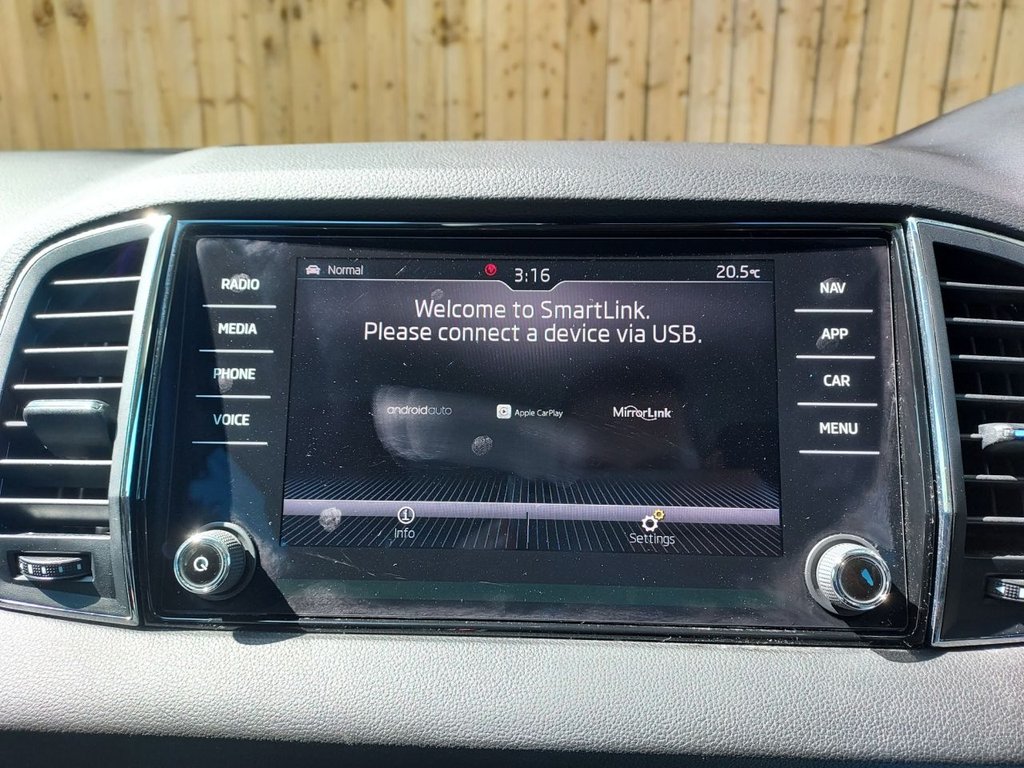 Normal 3:16 20.5°C
Welcome to SmartLink.
Please connect a device via USB.
androidauto Apple CarPlay MirrorLink
Info Settings
RADIO
MEDIA
PHONE
VOICE
NAV
APP
CAR
MENU